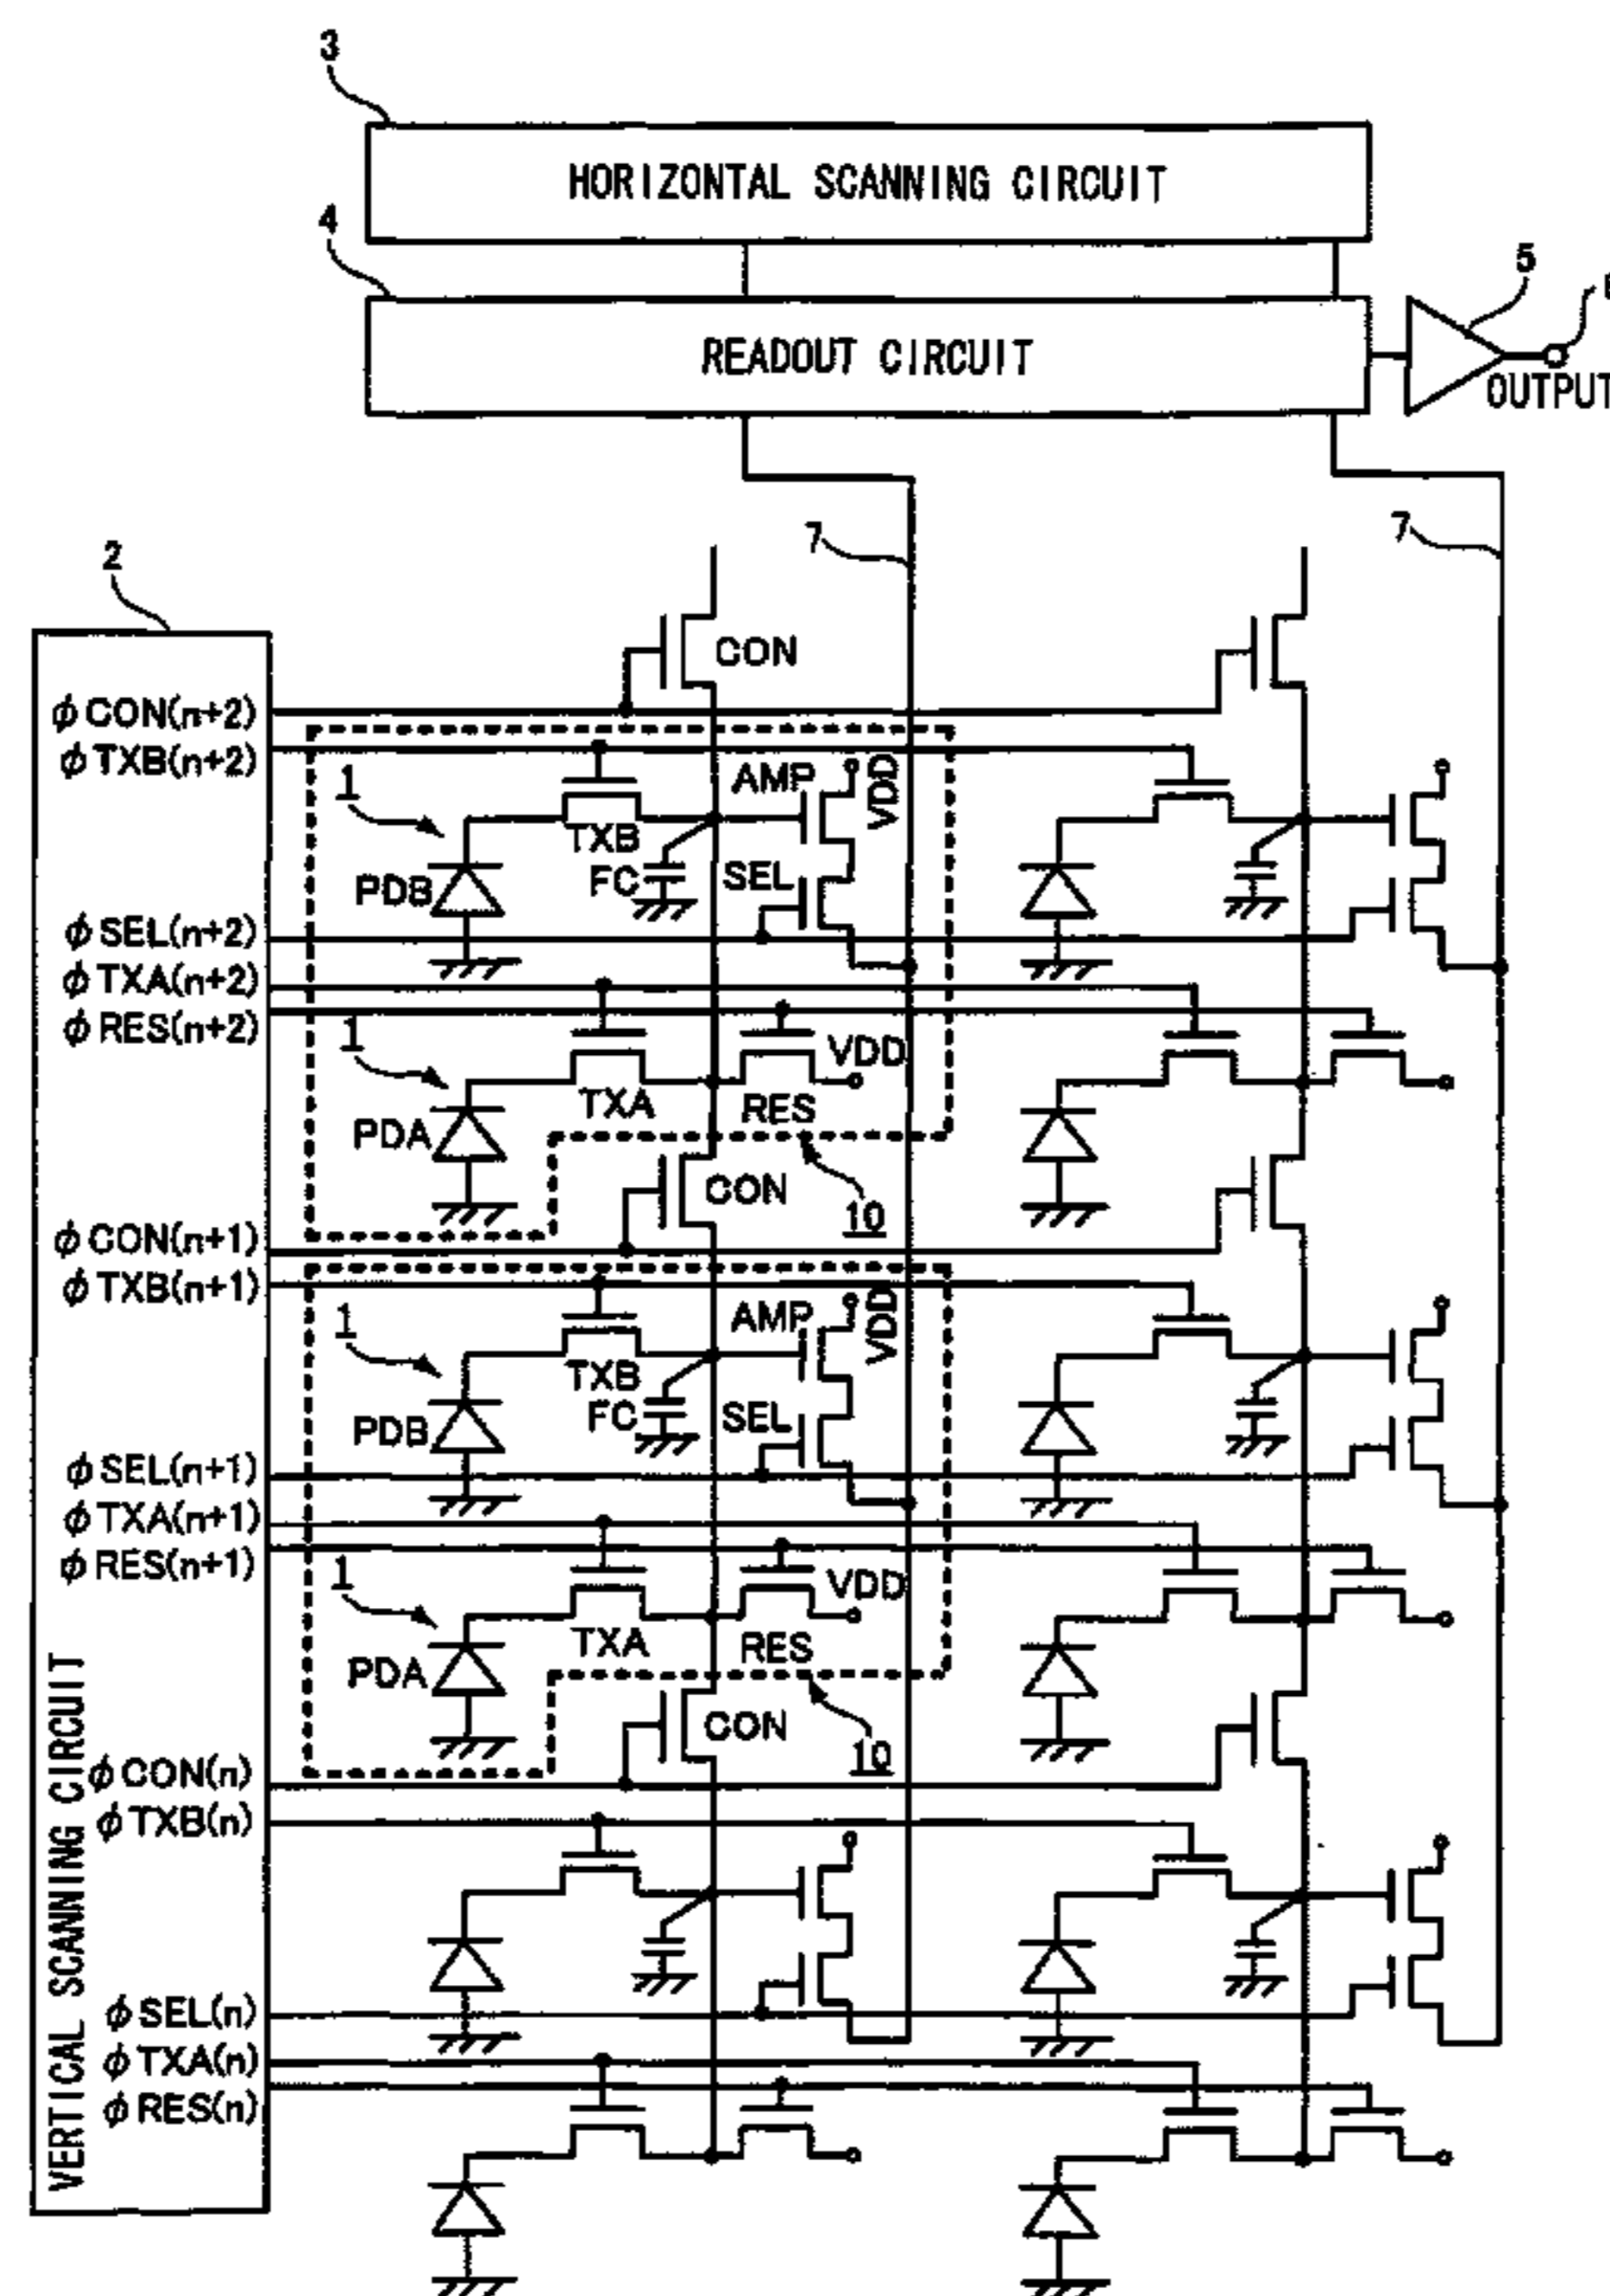 3
HORIZONTAL SCANNING CIRCUIT
4
READOUT CIRCUIT
5
OUTPUT
7
7
2
CON
φCON(n+2)
φTXB(n+2)
1
AMP
VDD
TXB
PDB
FC
SEL
φSEL(n+2)
φTXA(n+2)
φRES(n+2)
1
VDD
TXA
RES
PDA
CON
10
φCON(n+1)
φTXB(n+1)
1
AMP
VDD
TXB
PDB
FC
SEL
φSEL(n+1)
φTXA(n+1)
φRES(n+1)
1
VDD
TXA
RES
PDA
CON
10
φCON(n)
φTXB(n)
φSEL(n)
φTXA(n)
φRES(n)
VERTICAL SCANNING CIRCUIT